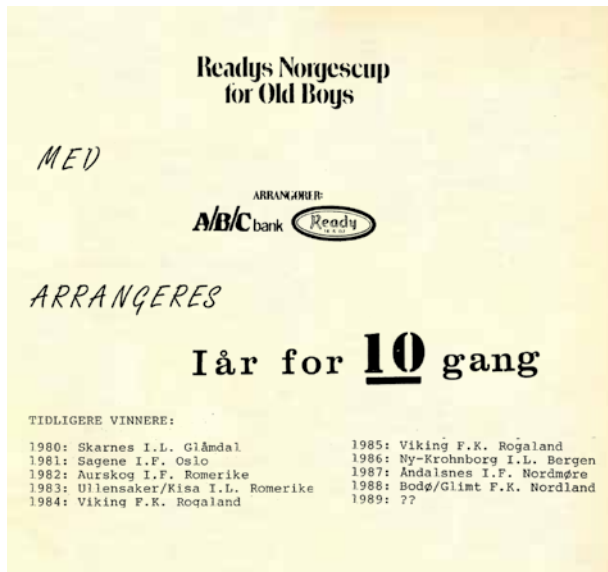 Readys Norgescup
for Old Boys
MED
ARRANGØRER:
A/B/C bank
Ready
ARRANGERES
Iår for 10 gang
TIDLIGERE VINNERE:
1980: Skarnes I.L. Glåmdal
1981: Sagene I.F. Oslo
1982: Aurskog I.F. Romerike
1983: Ullensaker/Kisa I.L. Romerike
1984: Viking F.K. Rogaland
1985: Viking F.K. Rogaland
1986: Ny-Krohnborg I.L. Bergen
1987: Åndalsnes I.F. Nordmøre
1988: Bodø/Glimt F.K. Nordland
1989: ??